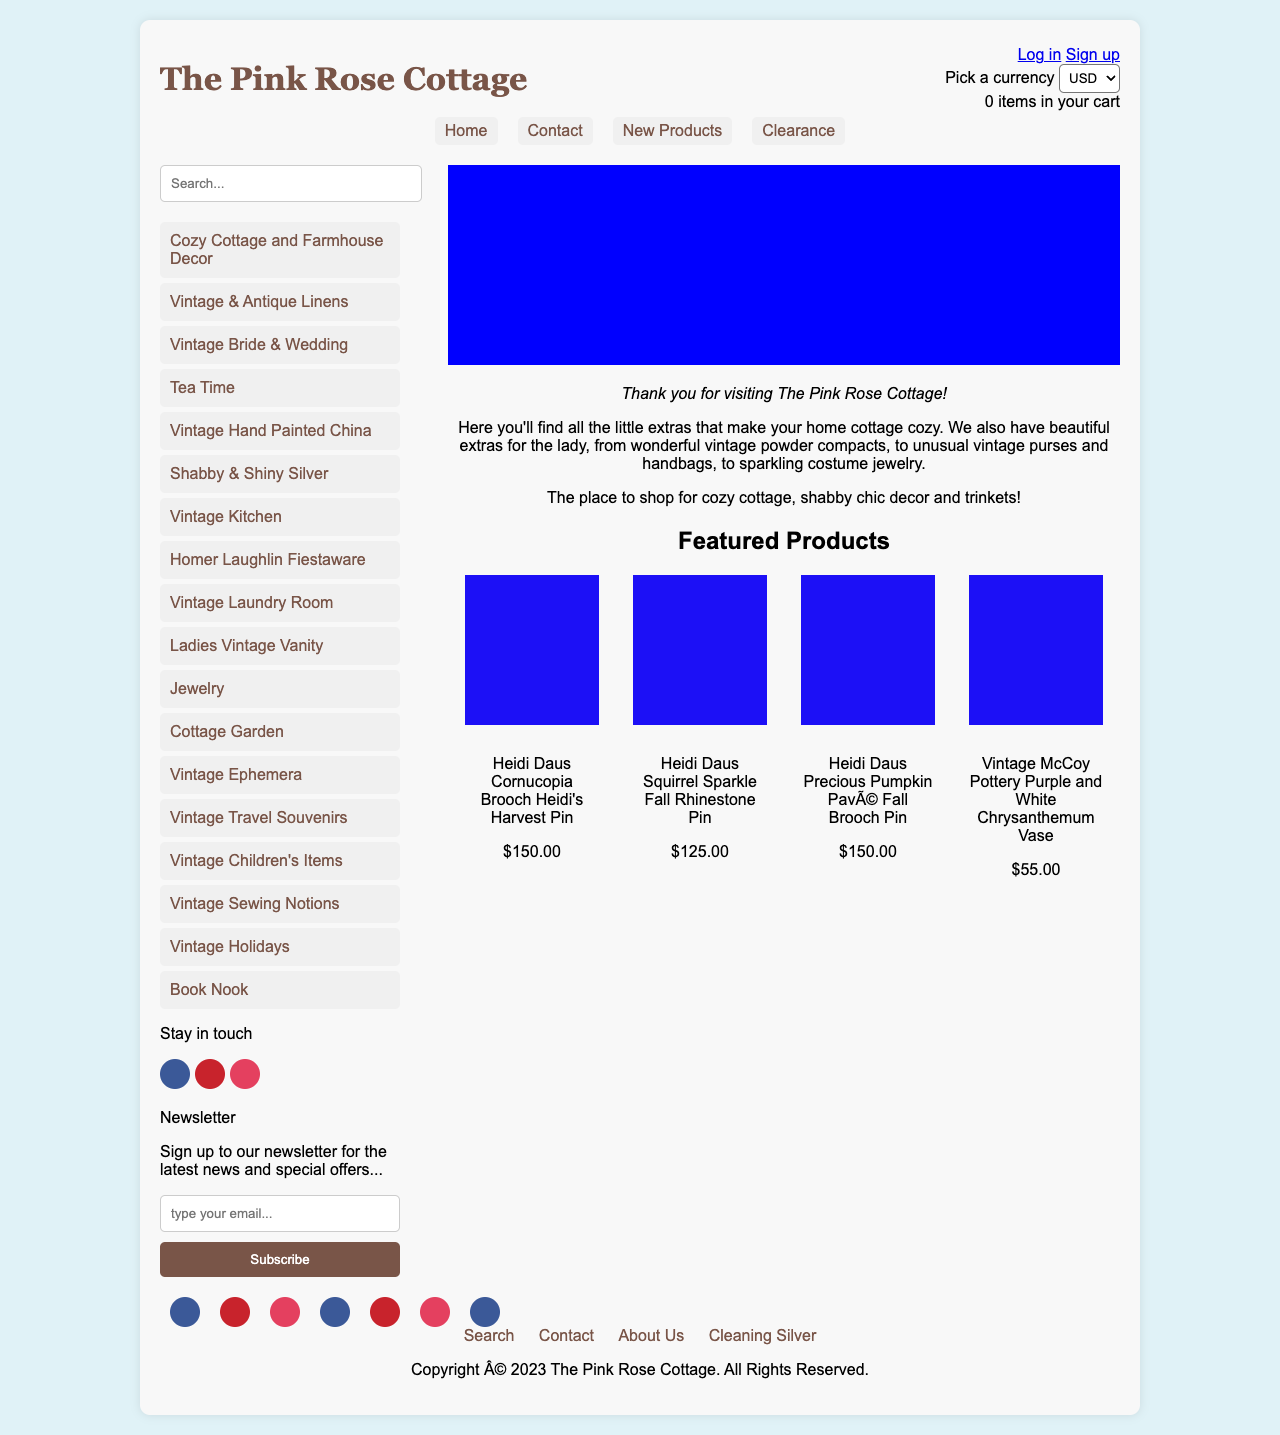 The Pink Rose Cottage
Log in Sign up
Pick a currency USD
0 items in your cart
Home Contact New Products Clearance
Search...
Cozy Cottage and Farmhouse
Decor
Vintage & Antique Linens
Vintage Bride & Wedding
Tea Time
Vintage Hand Painted China
Shabby & Shiny Silver
Vintage Kitchen
Homer Laughlin Fiestaware
Vintage Laundry Room
Ladies Vintage Vanity
Jewelry
Cottage Garden
Vintage Ephemera
Vintage Travel Souvenirs
Vintage Children's Items
Vintage Sewing Notions
Vintage Holidays
Book Nook
Stay in touch
Newsletter
Sign up to our newsletter for the
latest news and special offers...
type your email...
Subscribe
Thank you for visiting The Pink Rose Cottage!
Here you'll find all the little extras that make your home cottage cozy. We also have beautiful
extras for the lady, from wonderful vintage powder compacts, to unusual vintage purses and
handbags, to sparkling costume jewelry.
The place to shop for cozy cottage, shabby chic decor and trinkets!
Featured Products
Heidi Daus
Cornucopia
Brooch Heidi's
Harvest Pin
$150.00
Heidi Daus
Squirrel Sparkle
Fall Rhinestone
Pin
$125.00
Heidi Daus
Precious Pumpkin
PavÃ© Fall
Brooch Pin
$150.00
Vintage McCoy
Pottery Purple and
White
Chrysanthemum
Vase
$55.00
Search Contact About Us Cleaning Silver
Copyright Â© 2023 The Pink Rose Cottage. All Rights Reserved.